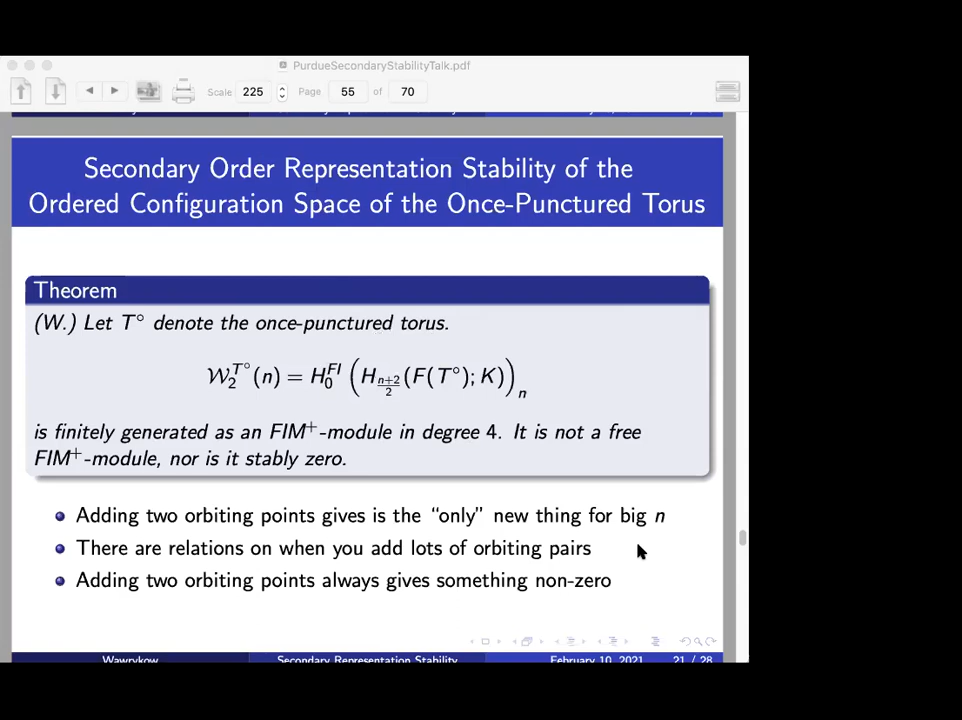 PurdueSecondaryStabilityTalk.pdf
Scale 225 Page 55 of 70
Secondary Order Representation Stability of the
Ordered Configuration Space of the Once-Punctured Torus
Theorem
(W.) Let T° denote the once-punctured torus.
𝒲₂^{T°}(n) = H₀^{FI} (H_{\frac{n+2}{2}}(F(T°); K))_n
is finitely generated as an FIM⁺-module in degree 4. It is not a free
FIM⁺-module, nor is it stably zero.
Adding two orbiting points gives is the “only” new thing for big n
There are relations on when you add lots of orbiting pairs
Adding two orbiting points always gives something non-zero
Wawrykow Secondary Representation Stability February 10, 2021 21 / 28